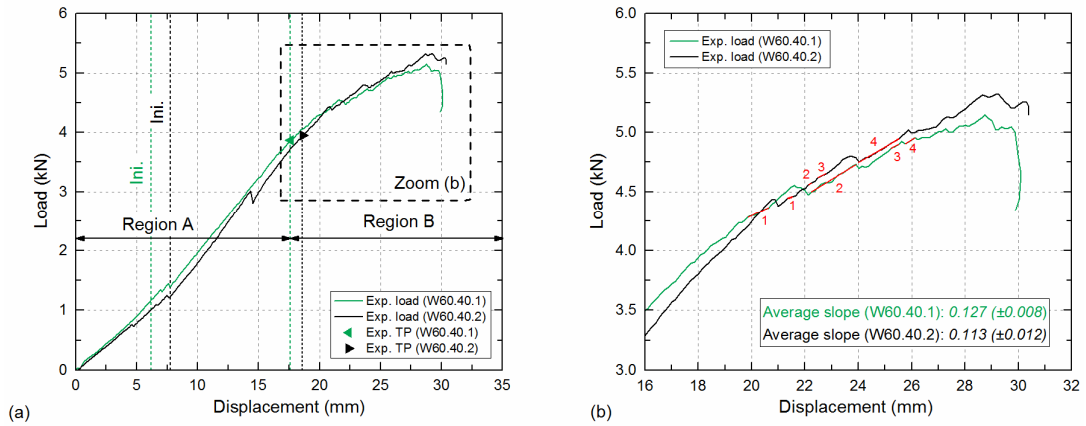 6
5
4
3
2
1
0
Load (kN)
0 5 10 15 20 25 30 35
Displacement (mm)
(a)
Ini.
Ini.
Region A
Region B
Zoom (b)
Exp. load (W60.40.1)
Exp. load (W60.40.2)
Exp. TP (W60.40.1)
Exp. TP (W60.40.2)
6.0
5.5
5.0
4.5
4.0
3.5
3.0
Load (kN)
16 18 20 22 24 26 28 30 32 34
Displacement (mm)
(b)
Exp. load (W60.40.1)
Exp. load (W60.40.2)
4
3 4
2 3
2
1
1
Average slope (W60.40.1): 0.127 (±0.008)
Average slope (W60.40.2): 0.113 (±0.012)